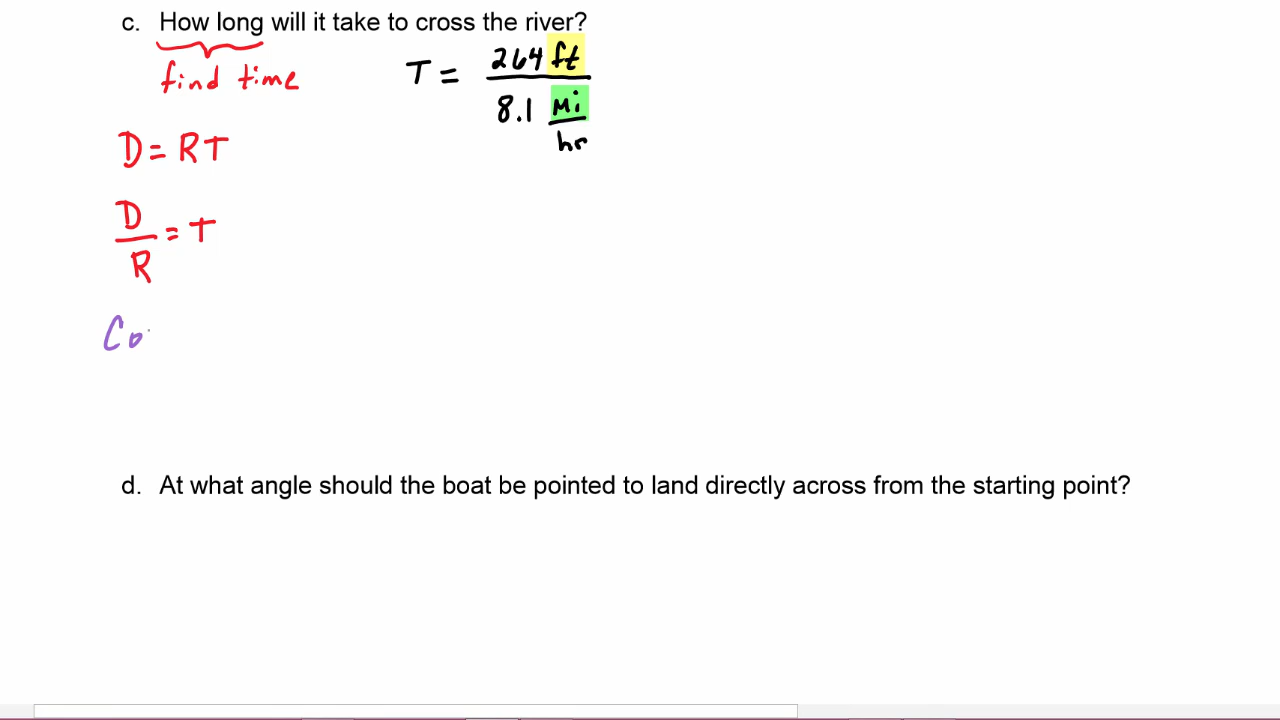 c. How long will it take to cross the river?
find time
T = 264 ft / 8.1 Mi/hr
D = RT
D/R = T
Co
d. At what angle should the boat be pointed to land directly across from the starting point?